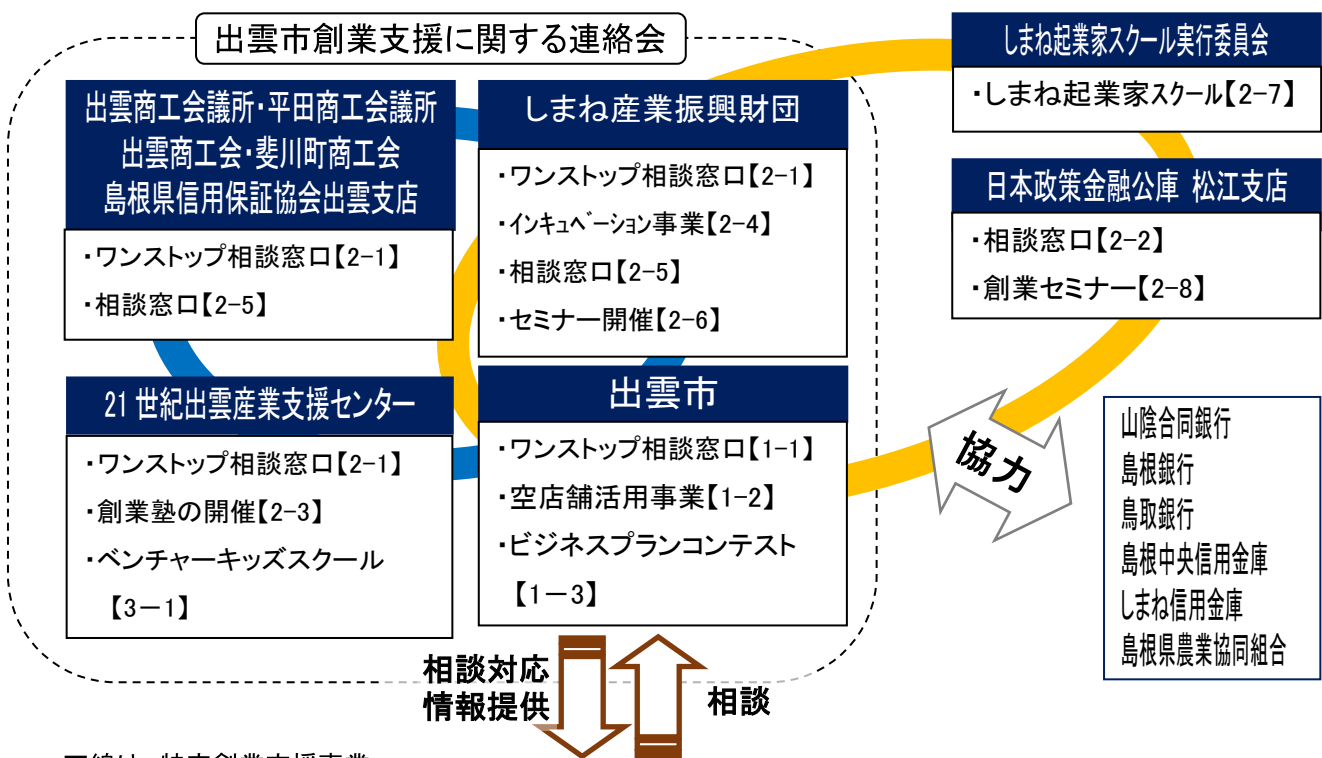 出雲市創業支援に関する連絡会
出雲商工会議所・平田商工会議所
出雲商工会・斐川町商工会
島根県信用保証協会出雲支店
・ワンストップ相談窓口【2-1】
・相談窓口【2-5】
しまね産業振興財団
・ワンストップ相談窓口【2-1】
・インキュベーション事業【2-4】
・相談窓口【2-5】
・セミナー開催【2-6】
21世紀出雲産業支援センター
・ワンストップ相談窓口【2-1】
・創業塾の開催【2-3】
・ベンチャーキッズスクール
【3－1】
出雲市
・ワンストップ相談窓口【1-1】
・空店舗活用事業【1-2】
・ビジネスプランコンテスト
【1－3】
しまね起業家スクール実行委員会
・しまね起業家スクール【2-7】
日本政策金融公庫 松江支店
・相談窓口【2-2】
・創業セミナー【2-8】
協力
山陰合同銀行
島根銀行
鳥取銀行
島根中央信用金庫
しまね信用金庫
島根県農業協同組合
相談対応
情報提供
相談